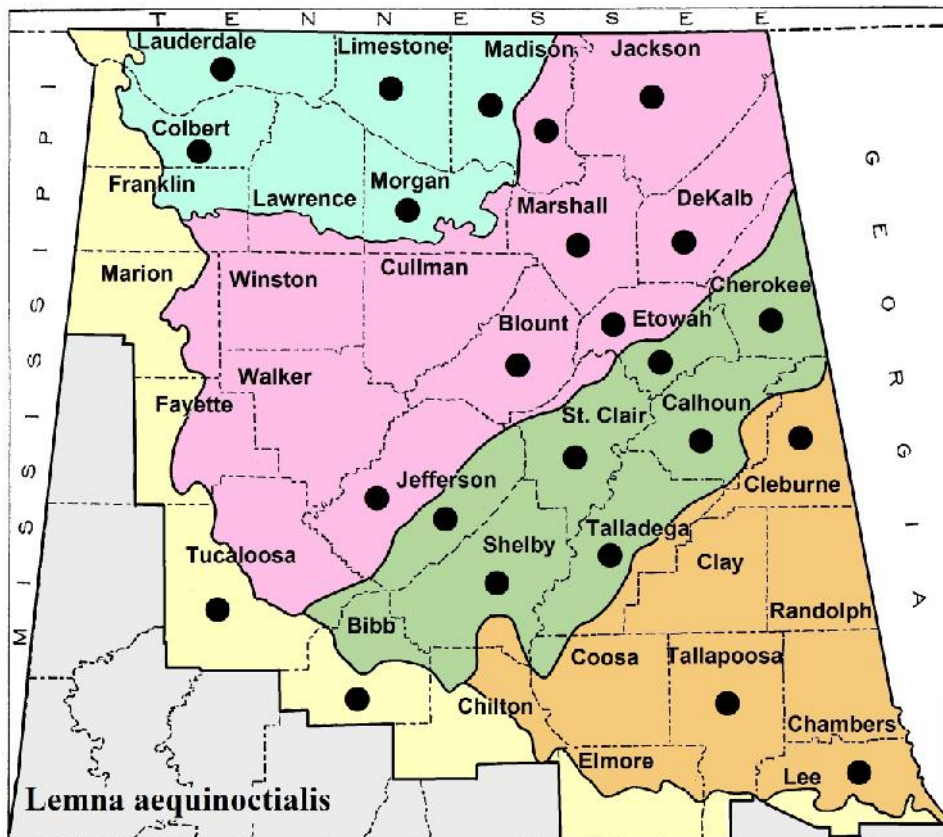 TENNESSEE
Lauderdale
Limestone
Madison
Jackson
Colbert
Franklin
Lawrence
Morgan
Marshall
DeKalb
Marion
Winston
Cullman
Cherokee
Blount
Etowah
Walker
Fayette
St. Clair
Calhoun
Jefferson
Cleburne
Tucaloosa
Shelby
Talladega
Clay
Randolph
Bibb
Coosa
Tallapoosa
Chilton
Chambers
Elmore
Lee
MISSISSIPPI
GEORGIA
Lemna aequinoctialis